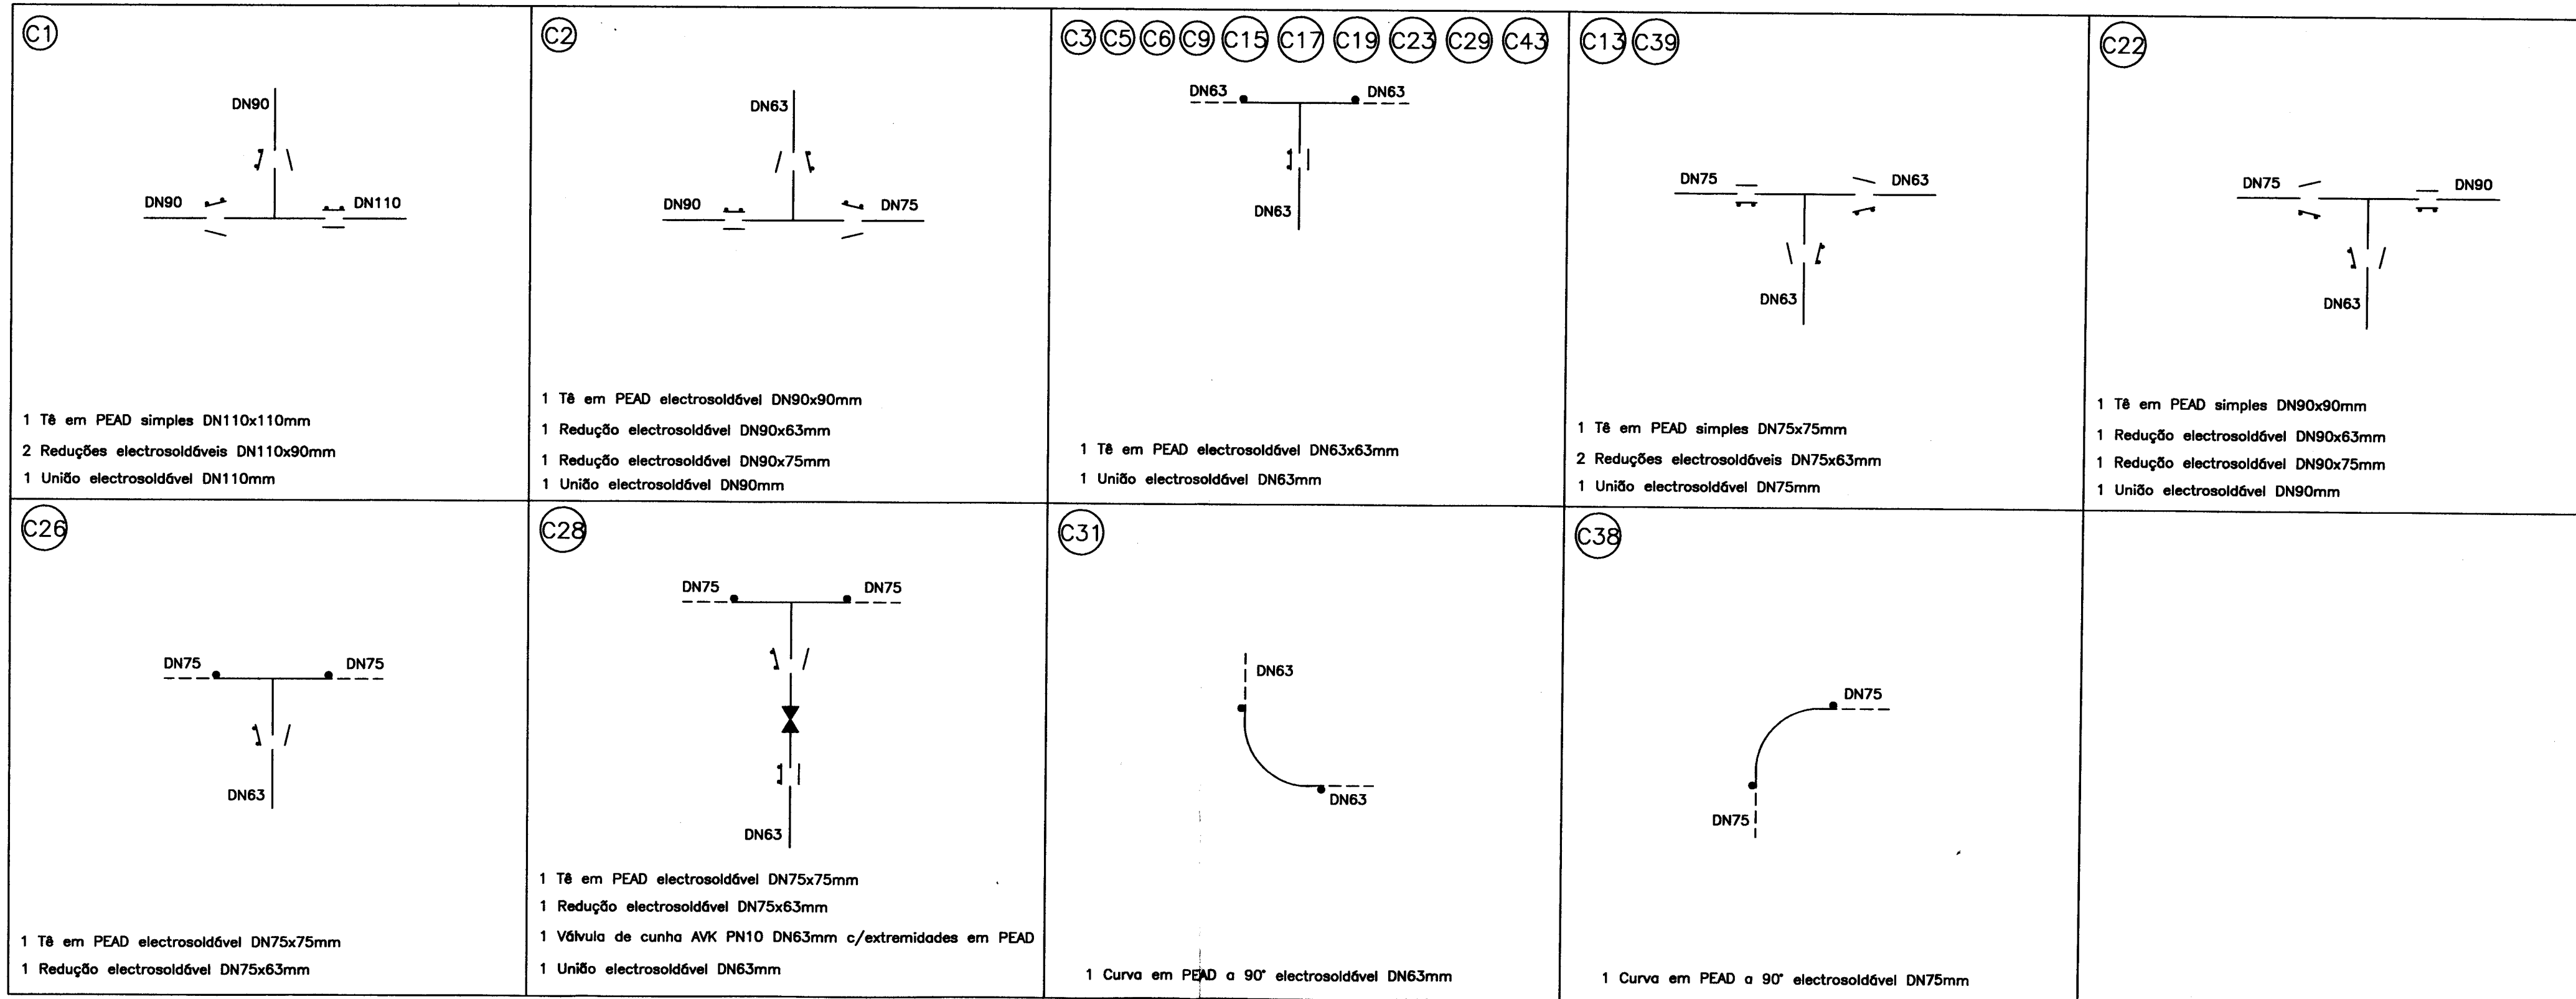 C1
DN90
DN90
DN110
1 Tê em PEAD simples DN110x110mm
2 Reduções electrosoldáveis DN110x90mm
1 União electrosoldável DN110mm
C2
DN63
DN90
DN75
1 Tê em PEAD electrosoldável DN90x90mm
1 Redução electrosoldável DN90x63mm
1 Redução electrosoldável DN90x75mm
1 União electrosoldável DN90mm
C3 C5 C6 C9 C15 C17 C19 C23 C29 C43
DN63 DN63
DN63
1 Tê em PEAD electrosoldável DN63x63mm
1 União electrosoldável DN63mm
C13 C39
DN75 DN63
DN63
1 Tê em PEAD simples DN75x75mm
2 Reduções electrosoldáveis DN75x63mm
1 União electrosoldável DN75mm
C22
DN75 DN90
DN63
1 Tê em PEAD simples DN90x90mm
1 Redução electrosoldável DN90x63mm
1 Redução electrosoldável DN90x75mm
1 União electrosoldável DN90mm
C26
DN75 DN75
DN63
1 Tê em PEAD electrosoldável DN75x75mm
1 Redução electrosoldável DN75x63mm
C28
DN75 DN75
DN63
1 Tê em PEAD electrosoldável DN75x75mm
1 Redução electrosoldável DN75x63mm
1 Válvula de cunha AVK PN10 DN63mm c/extremidades em PEAD
1 União electrosoldável DN63mm
C31
DN63
DN63
1 Curva em PEAD a 90° electrosoldável DN63mm
C38
DN75
DN75
1 Curva em PEAD a 90° electrosoldável DN75mm